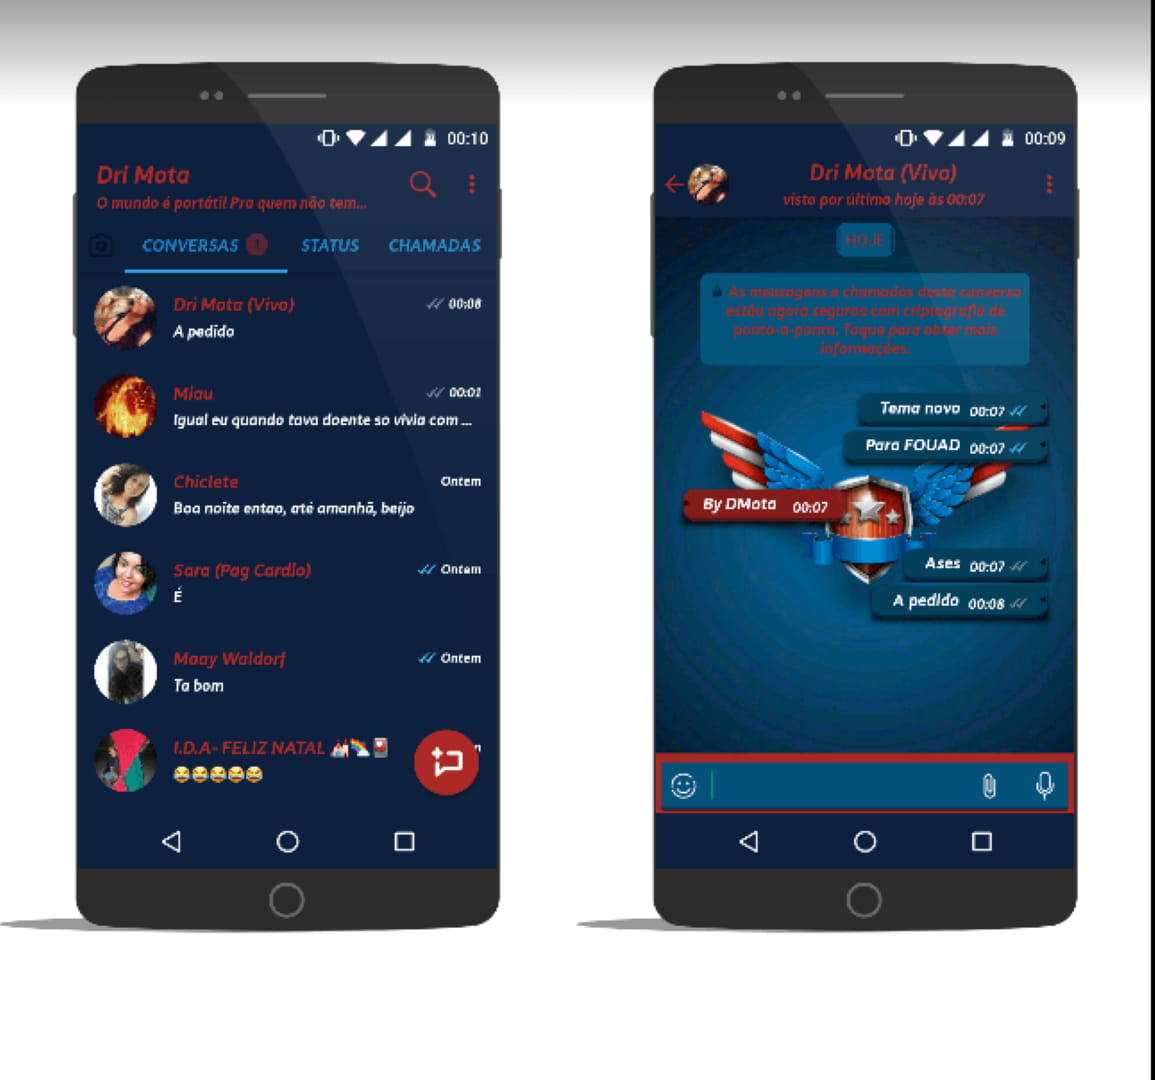 00:10
Dri Mota
O mundo é portátil Pra quem não tem...
CONVERSAS 1 STATUS CHAMADAS
Dri Mota (Vivo) 00:08
A pedido
Miau 00:01
Igual eu quando tava doente so vivia com ...
Chiclete Ontem
Boa noite entao, até amanhã, beijo
Sara (Pag Cardio) Ontem
É
Maay Waldorf Ontem
Ta bom
I.D.A- FELIZ NATAL
00:09
Dri Mota (Vivo)
visto por último hoje às 00:07
HOJE
As mensagens e chamadas desta conversa
estão agora seguras com criptografia de
ponta-a-ponta. Toque para obter mais
informações.
Tema novo 00:07
Para FOUAD 00:07
By DMota 00:07
Ases 00:07
A pedido 00:08